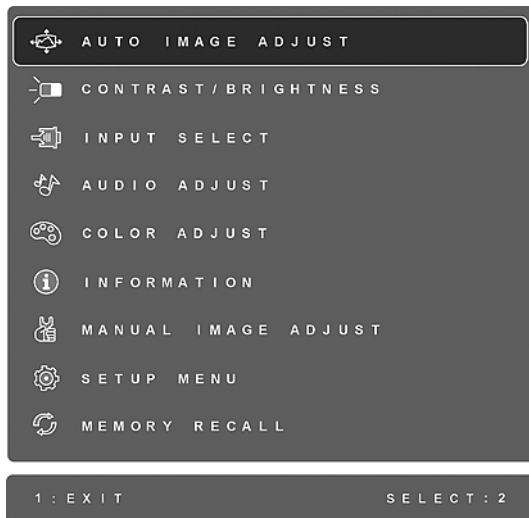 AUTO IMAGE ADJUST
CONTRAST/BRIGHTNESS
INPUT SELECT
AUDIO ADJUST
COLOR ADJUST
INFORMATION
MANUAL IMAGE ADJUST
SETUP MENU
MEMORY RECALL
1:EXIT SELECT:2